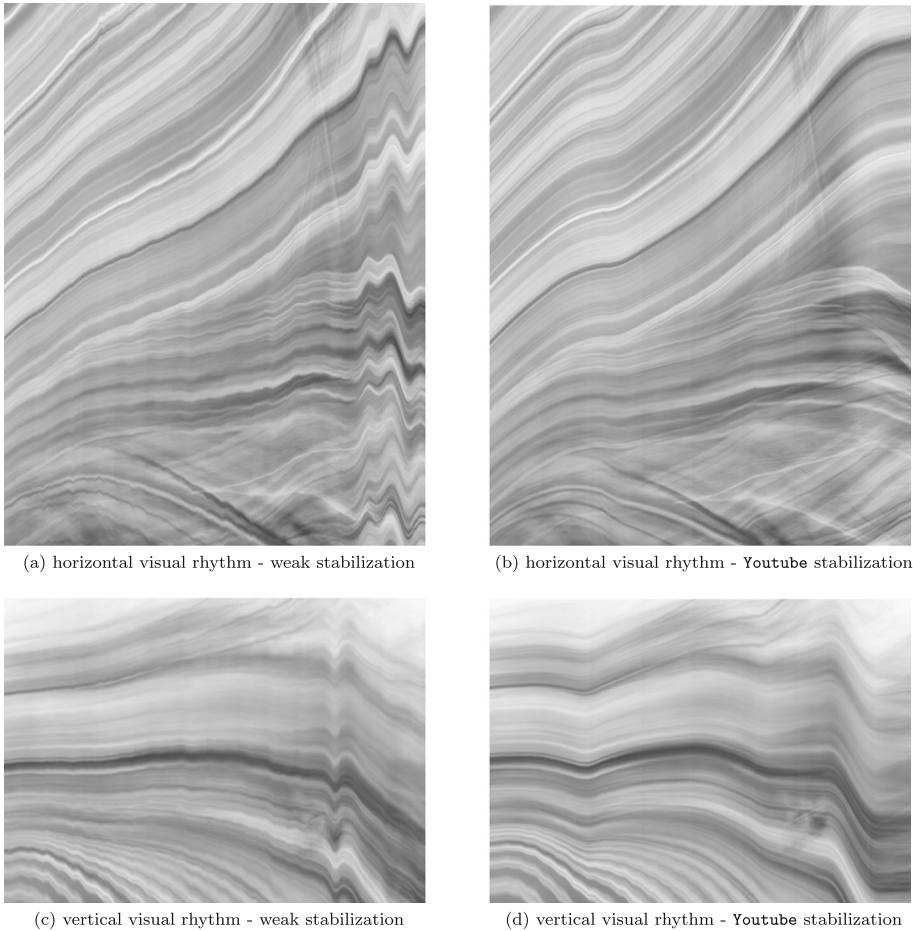 (a) horizontal visual rhythm - weak stabilization
(b) horizontal visual rhythm - Youtube stabilization
(c) vertical visual rhythm - weak stabilization
(d) vertical visual rhythm - Youtube stabilization